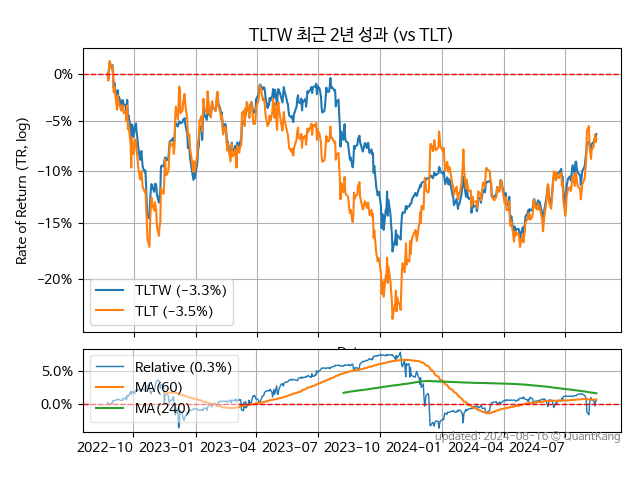 TLTW 최근 2년 성과 (vs TLT)
Rate of Return (TR, log)
0%
−5%
−10%
−15%
−20%
TLTW (-3.3%)
TLT (-3.5%)
5.0%
0.0%
Relative (0.3%)
MA(60)
MA(240)
2022-10 2023-01 2023-04 2023-07 2023-10 2024-01 2024-04 2024-07
updated: 2024-08-16 © QuantKang